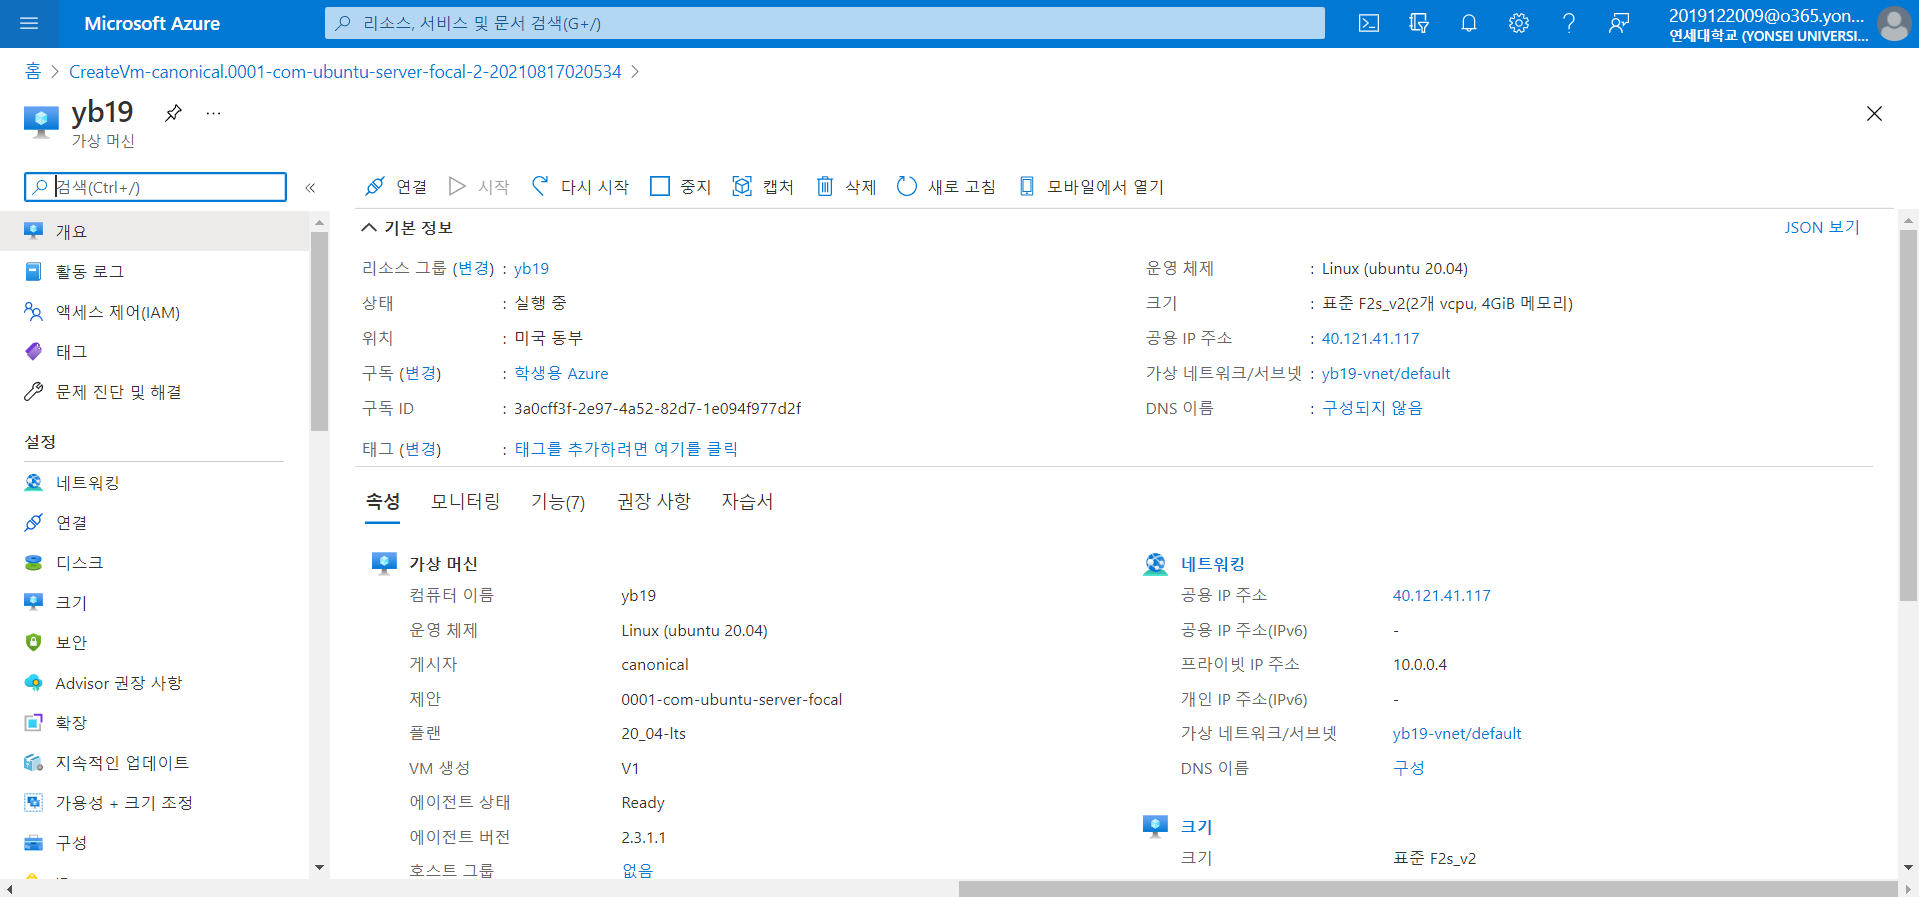 Microsoft Azure
리소스, 서비스 및 문서 검색(G+/)
2019122009@o365.yon...
연세대학교 (YONSEI UNIVERSI...
홈 > CreateVm-canonical.0001-com-ubuntu-server-focal-2-20210817020534 >
yb19
...
가상 머신
검색(Ctrl+/)
«
연결 시작 다시 시작 중지 캡처 삭제 새로 고침 모바일에서 열기
개요
활동 로그
액세스 제어(IAM)
태그
문제 진단 및 해결
설정
네트워킹
연결
디스크
크기
보안
Advisor 권장 사항
확장
지속적인 업데이트
가용성 + 크기 조정
구성
기본 정보
JSON 보기
리소스 그룹 (변경) : yb19
상태 : 실행 중
위치 : 미국 동부
구독 (변경) : 학생용 Azure
구독 ID : 3a0cff3f-2e97-4a52-82d7-1e094f977d2f
태그 (변경) : 태그를 추가하려면 여기를 클릭
운영 체제 : Linux (ubuntu 20.04)
크기 : 표준 F2s_v2(2개 vcpu, 4GiB 메모리)
공용 IP 주소 : 40.121.41.117
가상 네트워크/서브넷 : yb19-vnet/default
DNS 이름 : 구성되지 않음
속성 모니터링 기능(7) 권장 사항 자습서
가상 머신
컴퓨터 이름 yb19
운영 체제 Linux (ubuntu 20.04)
게시자 canonical
제안 0001-com-ubuntu-server-focal
플랜 20_04-lts
VM 생성 V1
에이전트 상태 Ready
에이전트 버전 2.3.1.1
호스트 그룹 없음
네트워킹
공용 IP 주소 40.121.41.117
공용 IP 주소(IPv6) -
프라이빗 IP 주소 10.0.0.4
개인 IP 주소(IPv6) -
가상 네트워크/서브넷 yb19-vnet/default
DNS 이름 구성
크기
크기 표준 F2s_v2